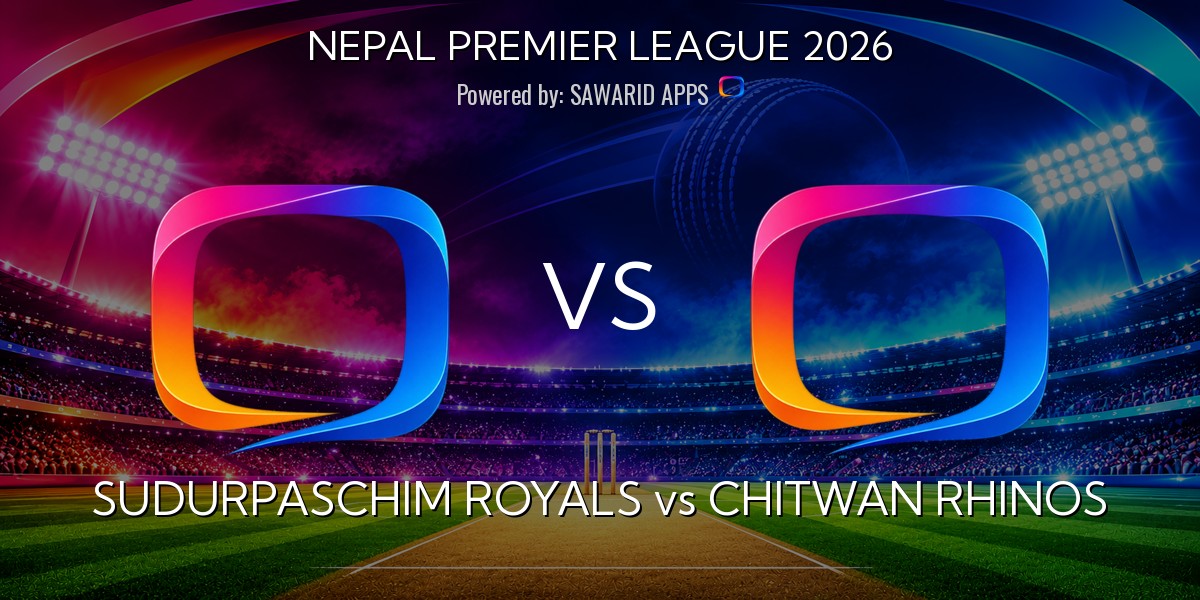 NEPAL PREMIER LEAGUE 2026
Powered by: SAWARID APPS
VS
SUDURPASCHIM ROYALS vs CHITWAN RHINOS